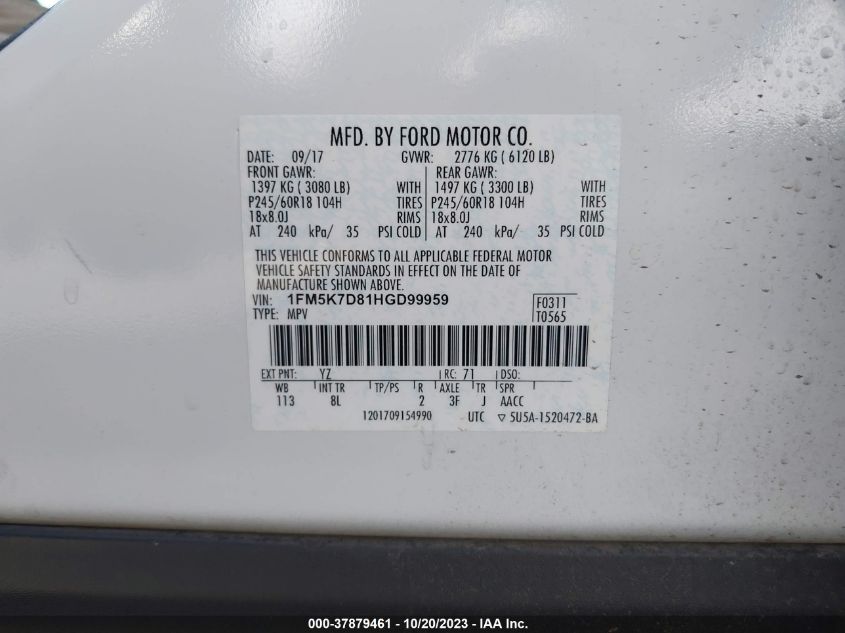 MFD. BY FORD MOTOR CO.
DATE: 09/17 GVWR: 2776 KG ( 6120 LB)
FRONT GAWR: REAR GAWR:
1397 KG ( 3080 LB) WITH 1497 KG ( 3300 LB) WITH
P245/60R18 104H TIRES P245/60R18 104H TIRES
18x8.0J RIMS 18x8.0J RIMS
AT 240 kPa/ 35 PSI COLD AT 240 kPa/ 35 PSI COLD
THIS VEHICLE CONFORMS TO ALL APPLICABLE FEDERAL MOTOR
VEHICLE SAFETY STANDARDS IN EFFECT ON THE DATE OF
MANUFACTURE SHOWN ABOVE.
VIN: 1FM5K7D81HGD99959 F0311
TYPE: MPV T0565
EXT PNT: YZ RC: 71 DSO:
WB INT TR TP/PS R AXLE TR SPR
113 8L 2 3F J AACC
1201709154990 UTC ▽ 5U5A-1520472-BA
000-37879461 - 10/20/2023 - IAA Inc.